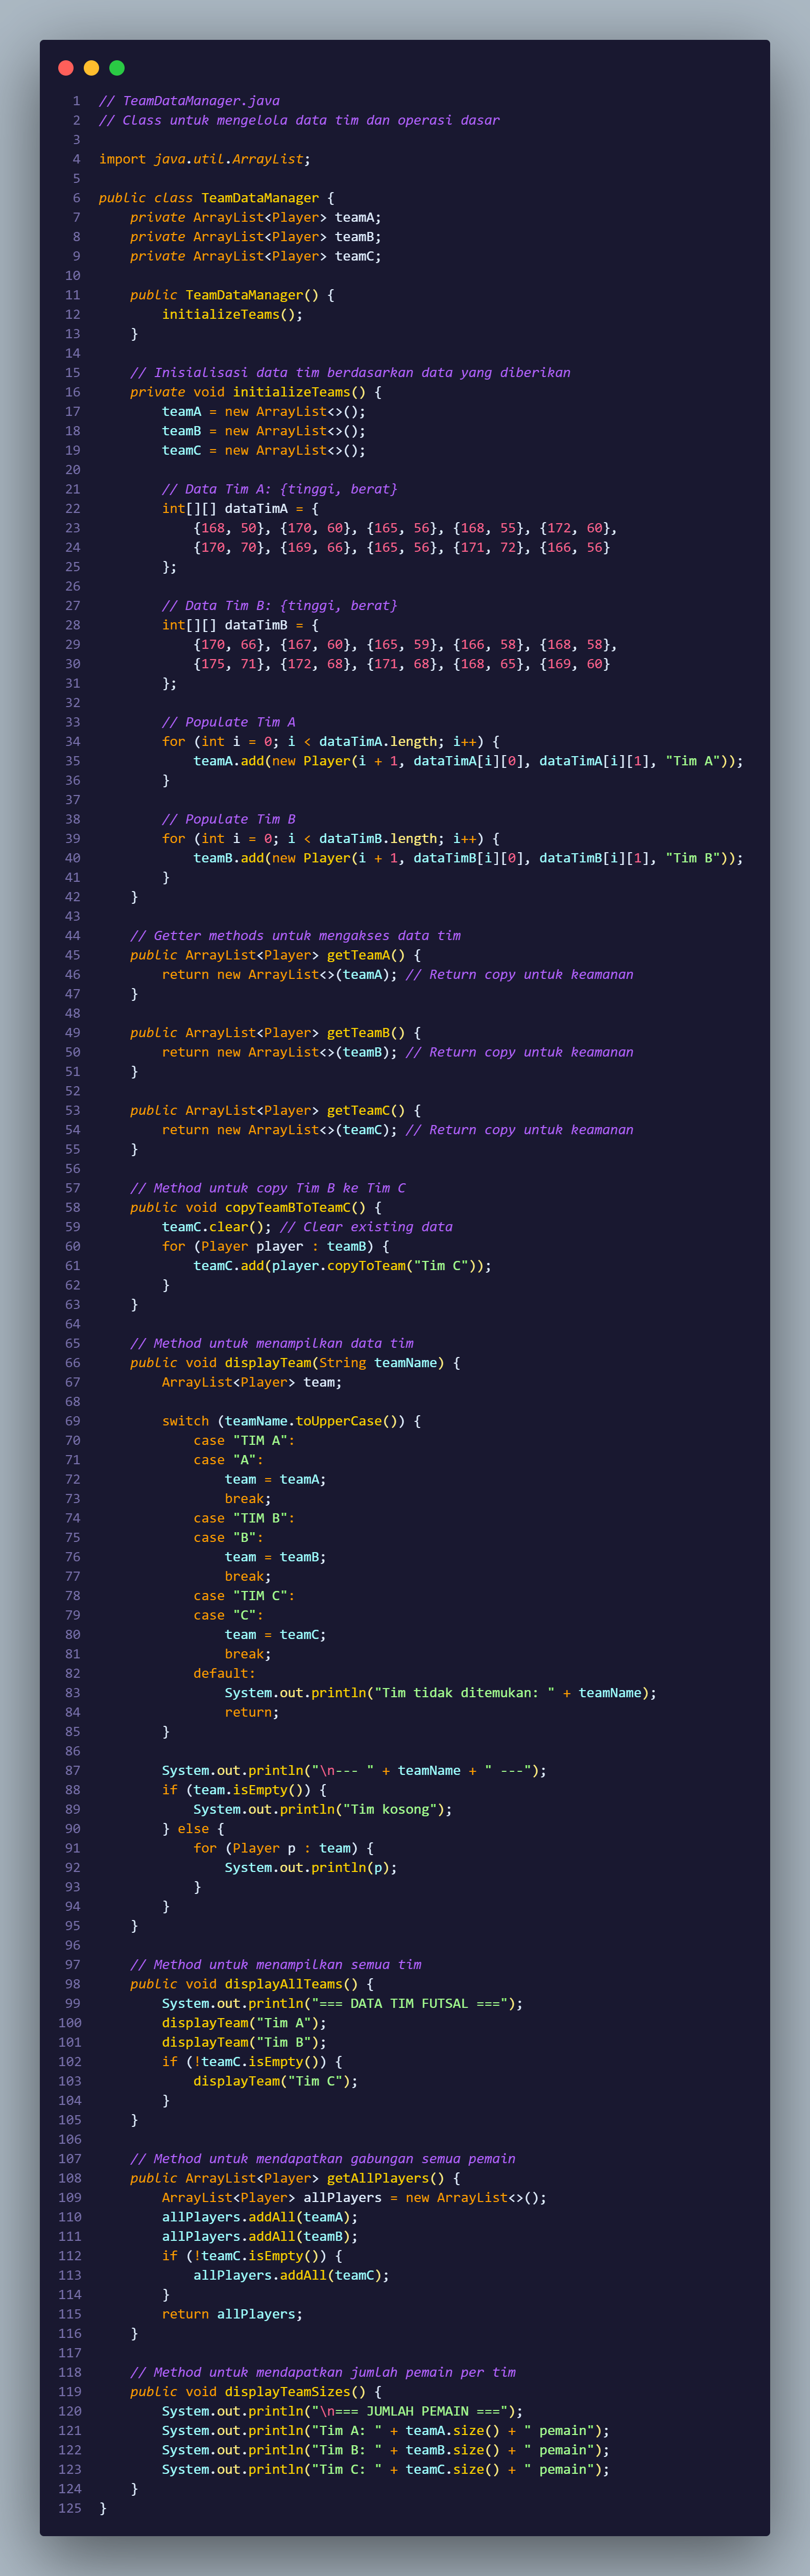 1 // TeamDataManager.java
2 // Class untuk mengelola data tim dan operasi dasar
3
4 import java.util.ArrayList;
5
6 public class TeamDataManager {
7     private ArrayList<Player> teamA;
8     private ArrayList<Player> teamB;
9     private ArrayList<Player> teamC;
10
11     public TeamDataManager() {
12         initializeTeams();
13     }
14
15     // Inisialisasi data tim berdasarkan data yang diberikan
16     private void initializeTeams() {
17         teamA = new ArrayList<>();
18         teamB = new ArrayList<>();
19         teamC = new ArrayList<>();
20
21         // Data Tim A: {tinggi, berat}
22         int[][] dataTimA = {
23             {168, 50}, {170, 60}, {165, 56}, {168, 55}, {172, 60},
24             {170, 70}, {169, 66}, {165, 56}, {171, 72}, {166, 56}
25         };
26
27         // Data Tim B: {tinggi, berat}
28         int[][] dataTimB = {
29             {170, 66}, {167, 60}, {165, 59}, {166, 58}, {168, 58},
30             {175, 71}, {172, 68}, {171, 68}, {168, 65}, {169, 60}
31         };
32
33         // Populate Tim A
34         for (int i = 0; i < dataTimA.length; i++) {
35             teamA.add(new Player(i + 1, dataTimA[i][0], dataTimA[i][1], "Tim A"));
36         }
37
38         // Populate Tim B
39         for (int i = 0; i < dataTimB.length; i++) {
40             teamB.add(new Player(i + 1, dataTimB[i][0], dataTimB[i][1], "Tim B"));
41         }
42     }
43
44     // Getter methods untuk mengakses data tim
45     public ArrayList<Player> getTeamA() {
46         return new ArrayList<>(teamA); // Return copy untuk keamanan
47     }
48
49     public ArrayList<Player> getTeamB() {
50         return new ArrayList<>(teamB); // Return copy untuk keamanan
51     }
52
53     public ArrayList<Player> getTeamC() {
54         return new ArrayList<>(teamC); // Return copy untuk keamanan
55     }
56
57     // Method untuk copy Tim B ke Tim C
58     public void copyTeamBToTeamC() {
59         teamC.clear(); // Clear existing data
60         for (Player player : teamB) {
61             teamC.add(player.copyToTeam("Tim C"));
62         }
63     }
64
65     // Method untuk menampilkan data tim
66     public void displayTeam(String teamName) {
67         ArrayList<Player> team;
68
69         switch (teamName.toUpperCase()) {
70             case "TIM A":
71             case "A":
72                 team = teamA;
73                 break;
74             case "TIM B":
75             case "B":
76                 team = teamB;
77                 break;
78             case "TIM C":
79             case "C":
80                 team = teamC;
81                 break;
82             default:
83                 System.out.println("Tim tidak ditemukan: " + teamName);
84                 return;
85         }
86
87         System.out.println("\n--- " + teamName + " ---");
88         if (team.isEmpty()) {
89             System.out.println("Tim kosong");
90         } else {
91             for (Player p : team) {
92                 System.out.println(p);
93             }
94         }
95     }
96
97     // Method untuk menampilkan semua tim
98     public void displayAllTeams() {
99         System.out.println("=== DATA TIM FUTSAL ===");
100         displayTeam("Tim A");
101         displayTeam("Tim B");
102         if (!teamC.isEmpty()) {
103             displayTeam("Tim C");
104         }
105     }
106
107     // Method untuk mendapatkan gabungan semua pemain
108     public ArrayList<Player> getAllPlayers() {
109         ArrayList<Player> allPlayers = new ArrayList<>();
110         allPlayers.addAll(teamA);
111         allPlayers.addAll(teamB);
112         if (!teamC.isEmpty()) {
113             allPlayers.addAll(teamC);
114         }
115         return allPlayers;
116     }
117
118     // Method untuk mendapatkan jumlah pemain per tim
119     public void displayTeamSizes() {
120         System.out.println("\n=== JUMLAH PEMAIN ===");
121         System.out.println("Tim A: " + teamA.size() + " pemain");
122         System.out.println("Tim B: " + teamB.size() + " pemain");
123         System.out.println("Tim C: " + teamC.size() + " pemain");
124     }
125 }